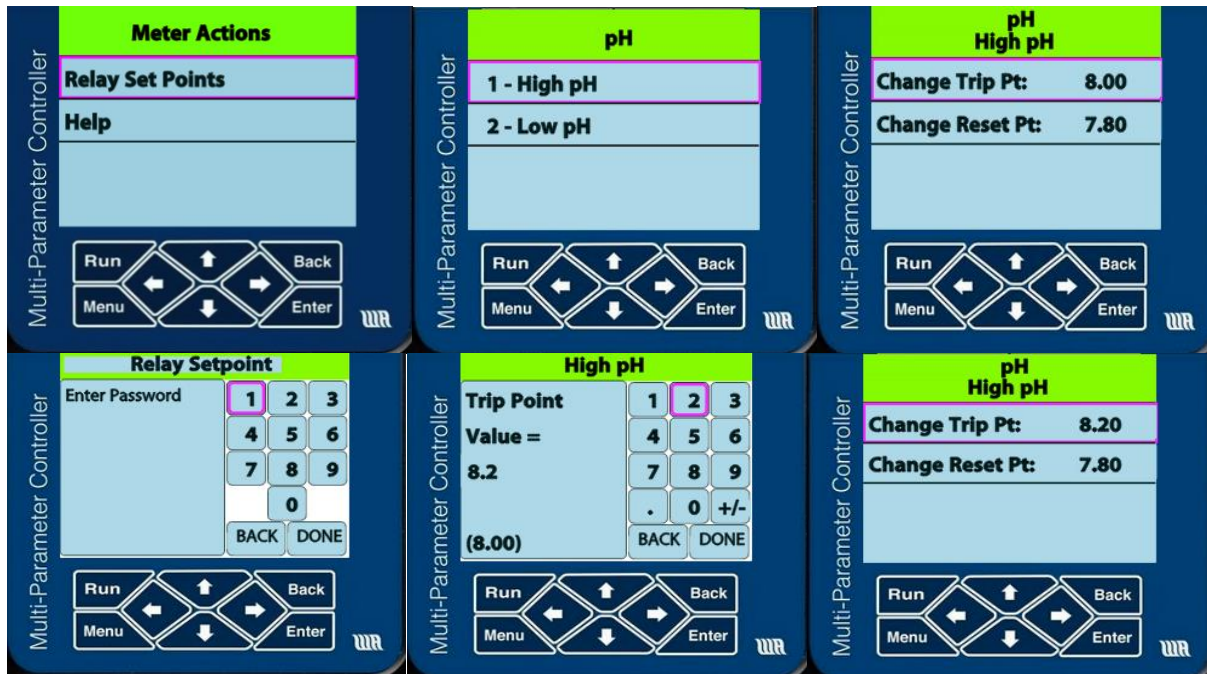 Multi-Parameter Controller
Meter Actions
Relay Set Points
Help
Run
Back
Menu
Enter
Multi-Parameter Controller
pH
1 - High pH
2 - Low pH
Run
Back
Menu
Enter
Multi-Parameter Controller
pH
High pH
Change Trip Pt: 8.00
Change Reset Pt: 7.80
Run
Back
Menu
Enter
Multi-Parameter Controller
Relay Setpoint
Enter Password
1 2 3
4 5 6
7 8 9
0
BACK DONE
Run
Back
Menu
Enter
Multi-Parameter Controller
High pH
Trip Point
Value =
8.2
(8.00)
1 2 3
4 5 6
7 8 9
. 0 +/-
BACK DONE
Run
Back
Menu
Enter
Multi-Parameter Controller
pH
High pH
Change Trip Pt: 8.20
Change Reset Pt: 7.80
Run
Back
Menu
Enter